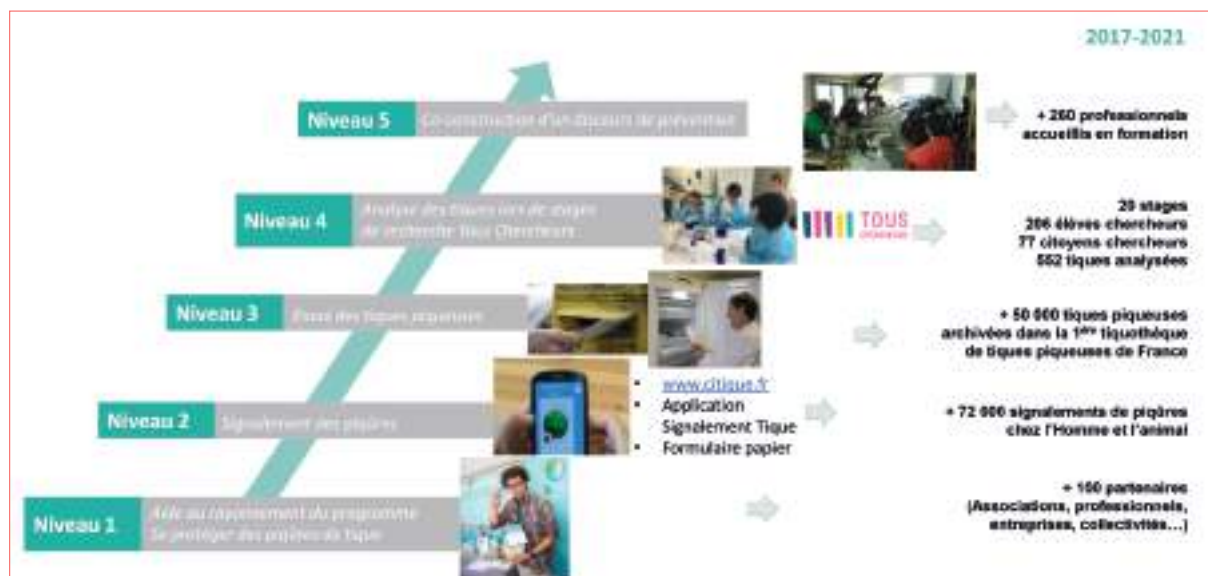 2017-2021
Niveau 5
Co-construction d'un discours de prévention
+ 260 professionnels
accueillis en formation
Niveau 4
Analyse des tiques lors de stages
de recherche Tous Chercheurs
TOUS
CHERCHEURS
20 stages
206 élèves chercheurs
77 citoyens chercheurs
552 tiques analysées
Niveau 3
Envoi des tiques piqueuses
+ 50 000 tiques piqueuses
archivées dans la 1ère tiquothèque
de tiques piqueuses de France
Niveau 2
Signalement des piqûres
• www.citique.fr
• Application
Signalement Tique
• Formulaire papier
signalements de piqûres
chez l'Homme et l'animal
Niveau 1
Aide au rayonnement du programme
Se protéger des piqûres de tique
partenaires
(Associations, professionnels,
entreprises, collectivités...)